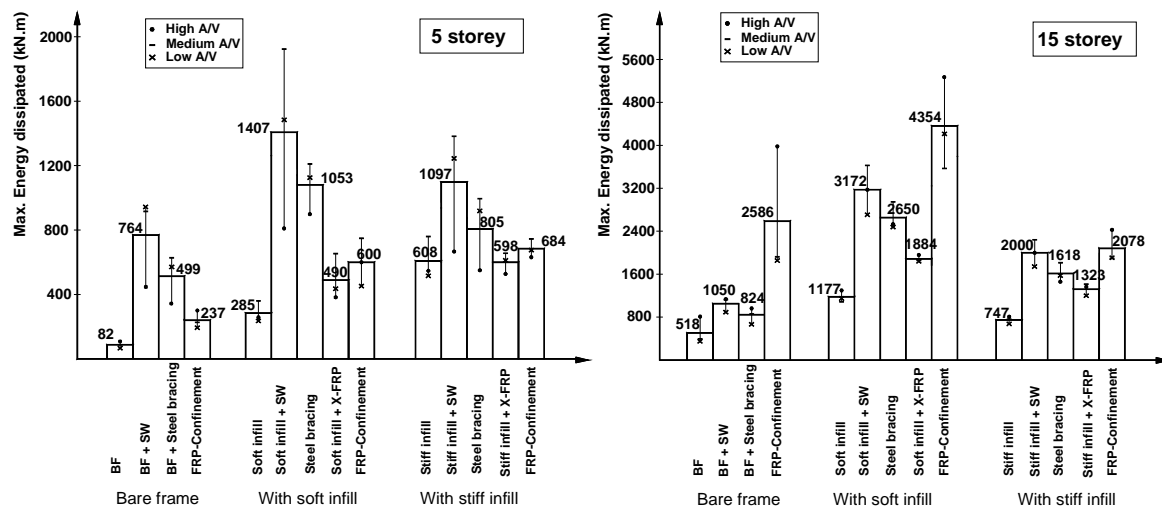 Max. Energy dissipated (kN.m)
2000
1600
1200
800
400
High A/V
Medium A/V
Low A/V
5 storey
82
764
499
237
285
1407
1053
490
600
608
1097
805
598
684
BF
BF + SW
BF + Steel bracing
FRP-Confinement
Soft infill
Soft infill + SW
Steel bracing
Soft infill + X-FRP
FRP-Confinement
Stiff infill
Stiff infill + SW
Steel bracing
Stiff infill + X-FRP
FRP-Confinement
Bare frame
With soft infill
With stiff infill
Max. Energy dissipated (kN.m)
5600
4800
4000
3200
2400
1600
800
High A/V
Medium A/V
Low A/V
15 storey
518
1050
824
2586
1177
3172
2650
1884
4354
747
2000
1618
1323
2078
BF
BF + SW
BF + Steel bracing
FRP-Confinement
Soft infill
Soft infill + SW
Steel bracing
Soft infill + X-FRP
FRP-Confinement
Stiff infill
Stiff infill + SW
Steel bracing
Stiff infill + X-FRP
FRP-Confinement
Bare frame
With soft infill
With stiff infill